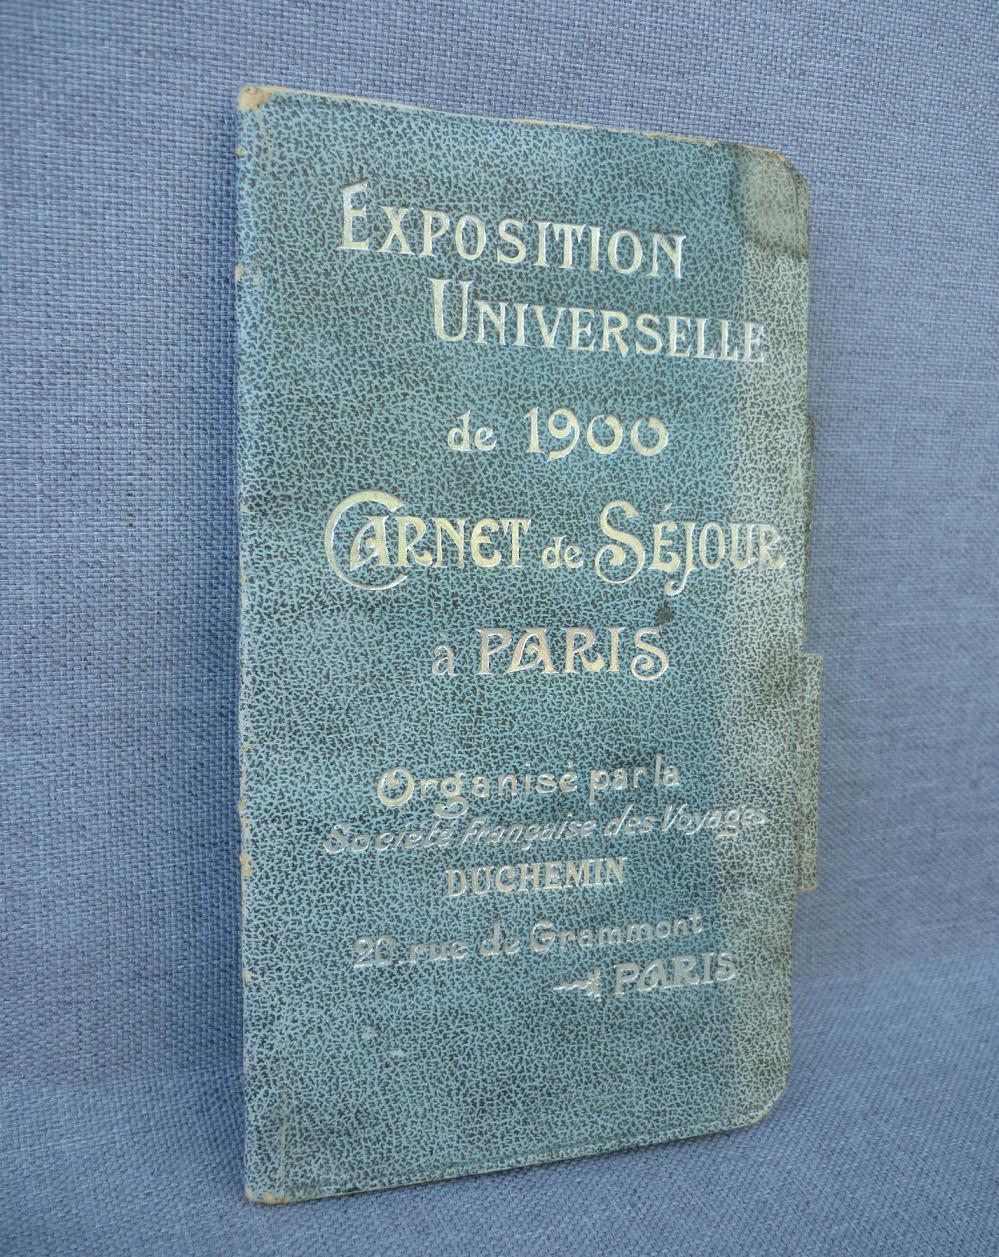 EXPOSITION
UNIVERSELLE
de 1900
CARNET de SÉJOUR
à PARIS
Organisé par la
Société Française des Voyages
DUCHEMIN
20. rue de Grammont
PARIS